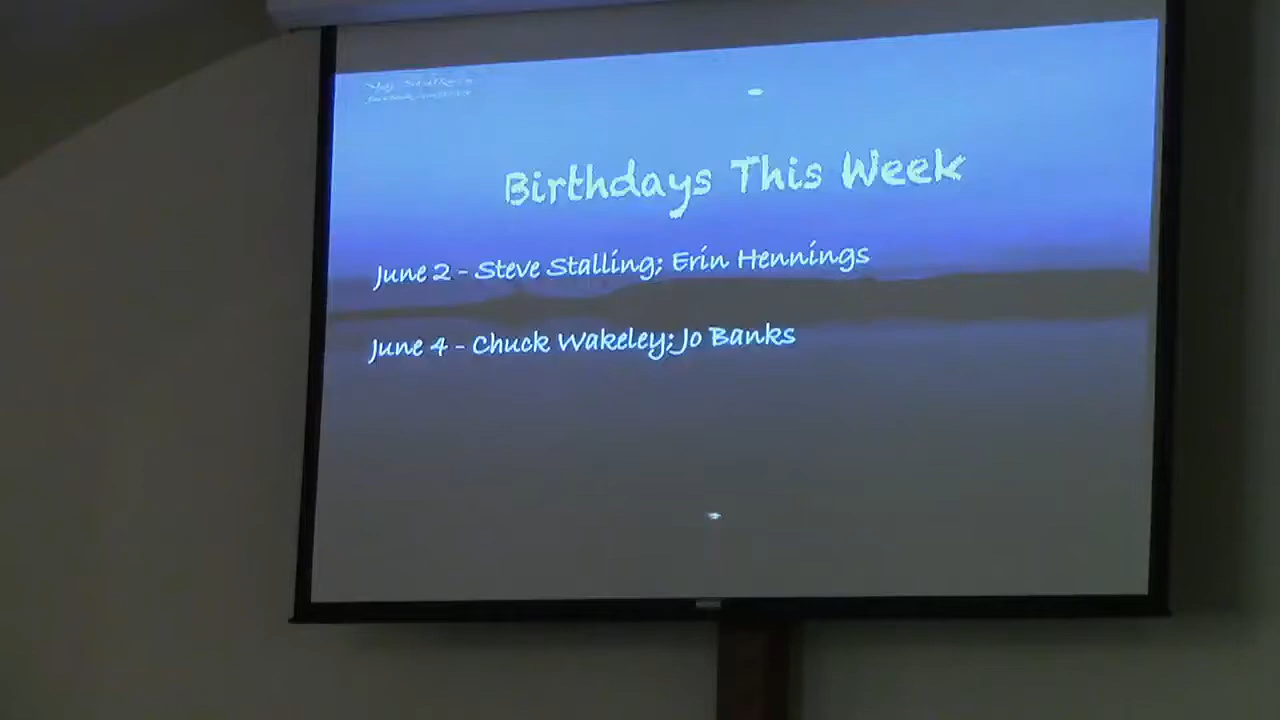 Birthdays This Week
June 2 - Steve Stalling; Erin Hennings
June 4 - Chuck Wakeley; Jo Banks